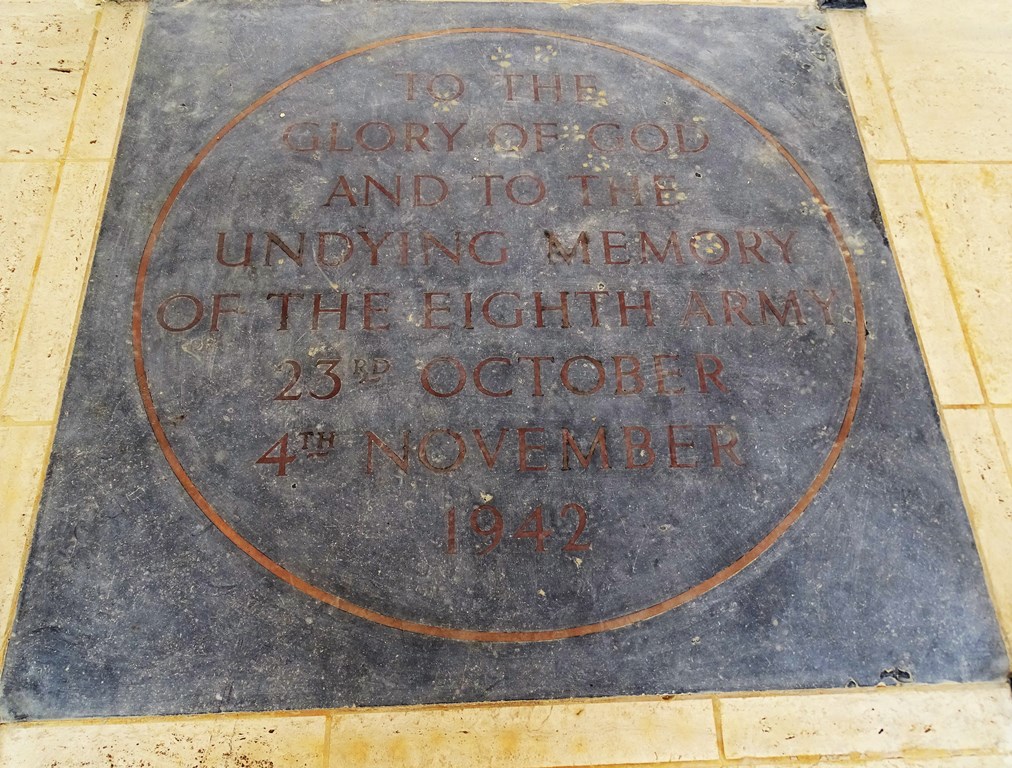 TO THE
GLORY OF GOD
AND TO THE
UNDYING MEMORY
OF THE EIGHTH ARMY
23RD OCTOBER
4TH NOVEMBER
1942